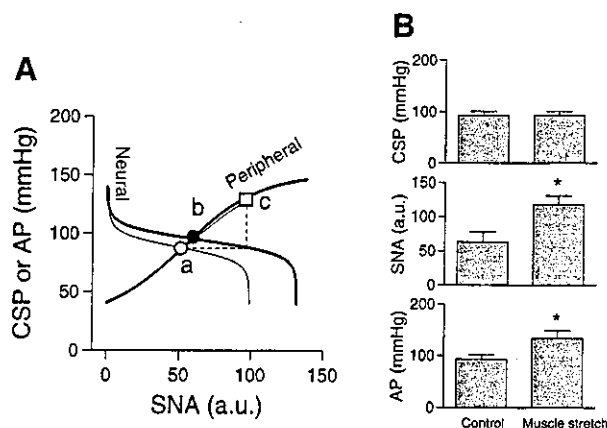 A
CSP or AP (mmHg)
200
150
100
50
0
Neural
Peripheral
b
c
a
0
50
100
140
SNA (a.u.)
B
CSP (mmHg)
200
100
0
SNA (a.u.)
150
100
50
0
*
AP (mmHg)
200
100
0
*
Control
Muscle stretch